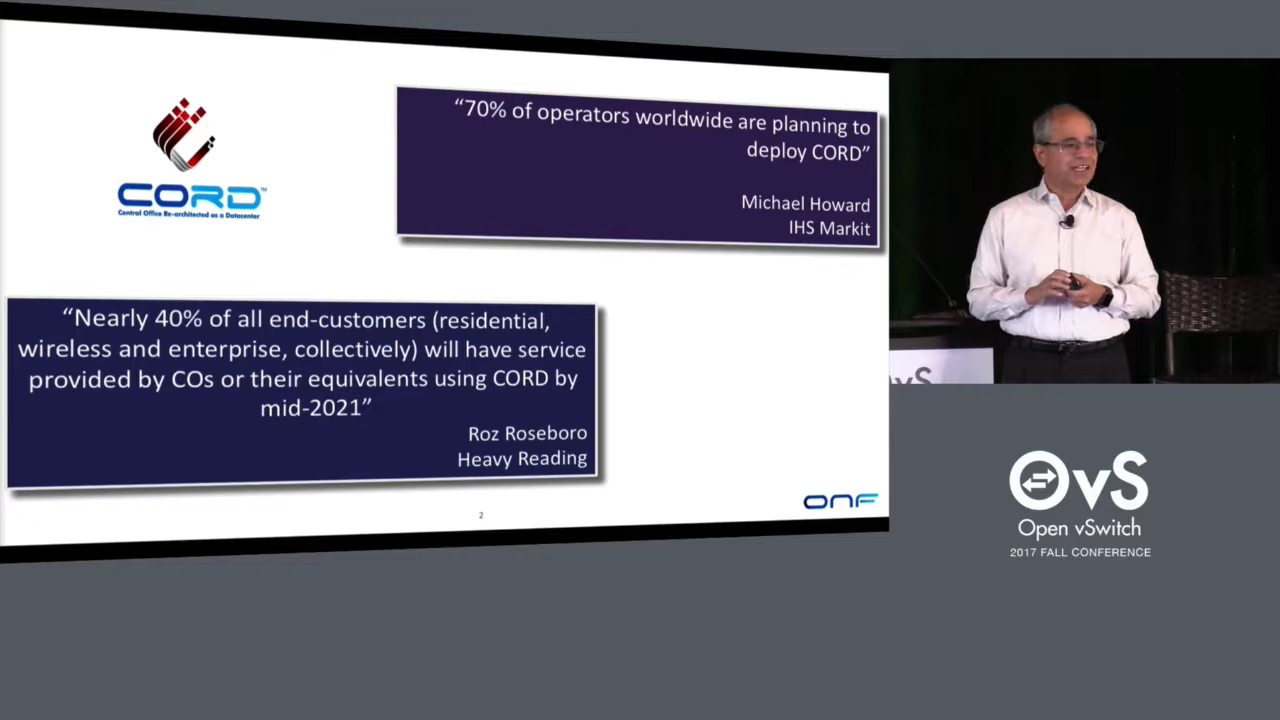 CORD™
Central Office Re-architected as a Datacenter
“70% of operators worldwide are planning to
deploy CORD”
Michael Howard
IHS Markit
“Nearly 40% of all end-customers (residential,
wireless and enterprise, collectively) will have service
provided by COs or their equivalents using CORD by
mid-2021”
Roz Roseboro
Heavy Reading
2
ONF
OvS
Open vSwitch
2017 FALL CONFERENCE